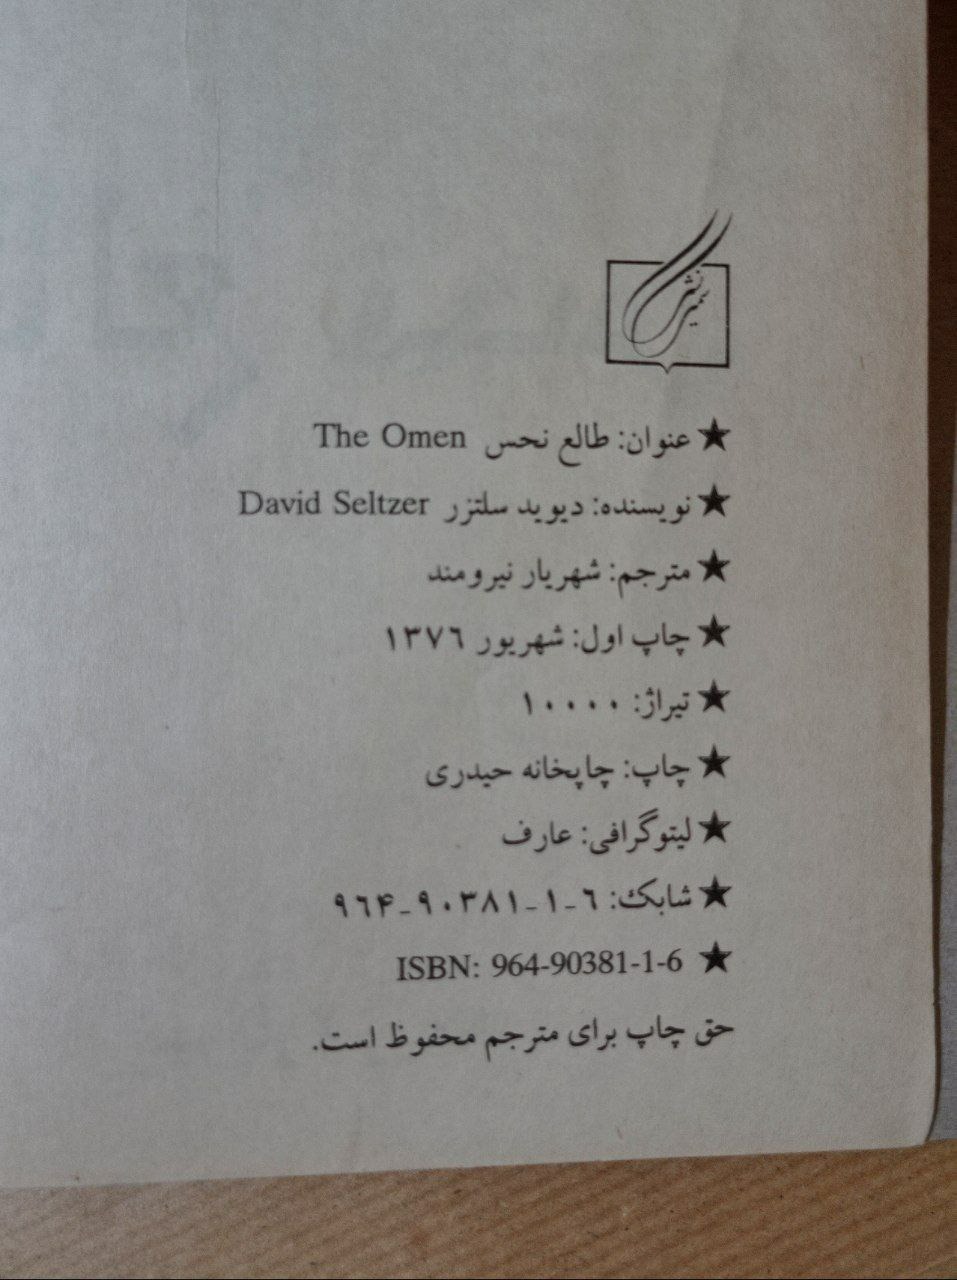 نشر
سمیر
★ عنوان: طالع نحس The Omen
★ نویسنده: دیوید سلتزر David Seltzer
★ مترجم: شهریار نیرومند
★ چاپ اول: شهریور ۱۳۷۶
★ تیراژ: ۱۰۰۰۰
★ چاپ: چاپخانه حیدری
★ لیتوگرافی: عارف
★ شابک: ۶-۱-۹۰۳۸۱-۹۶۴
★ ISBN: 964-90381-1-6
حق چاپ برای مترجم محفوظ است.